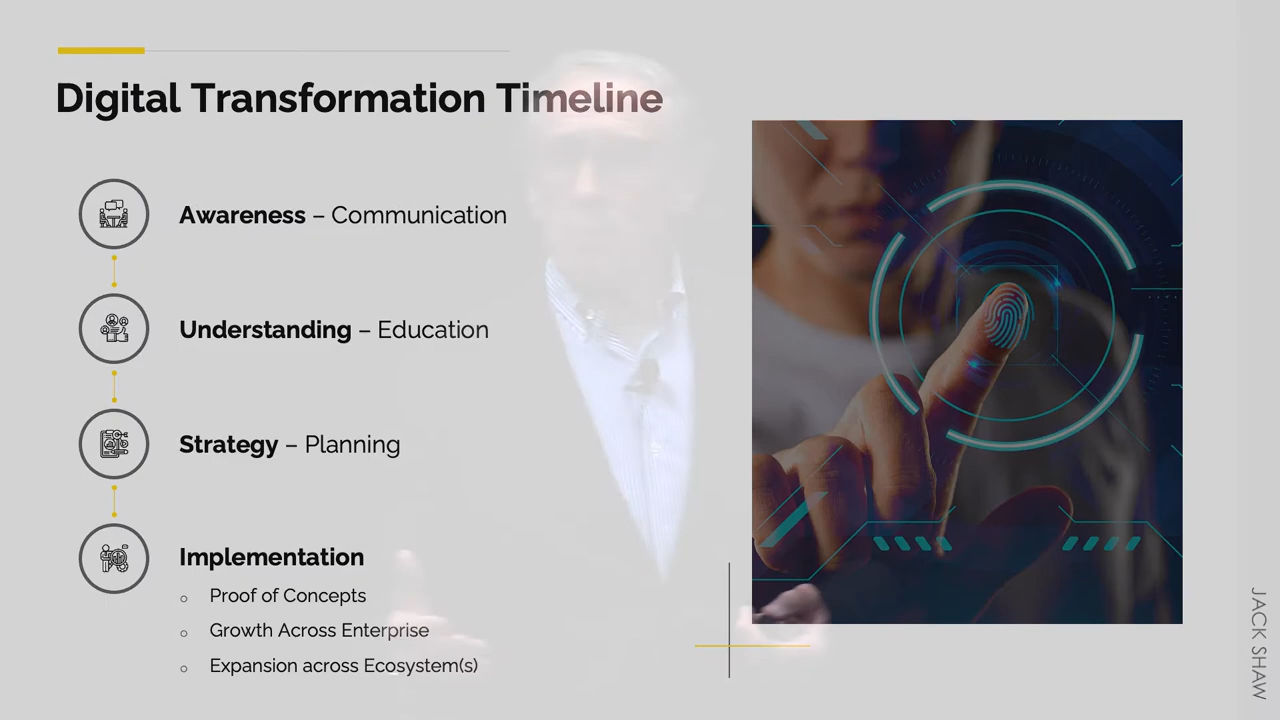 Digital Transformation Timeline
Awareness – Communication
Understanding – Education
Strategy – Planning
Implementation
Proof of Concepts
Growth Across Enterprise
Expansion across Ecosystem(s)
JACK SHAW